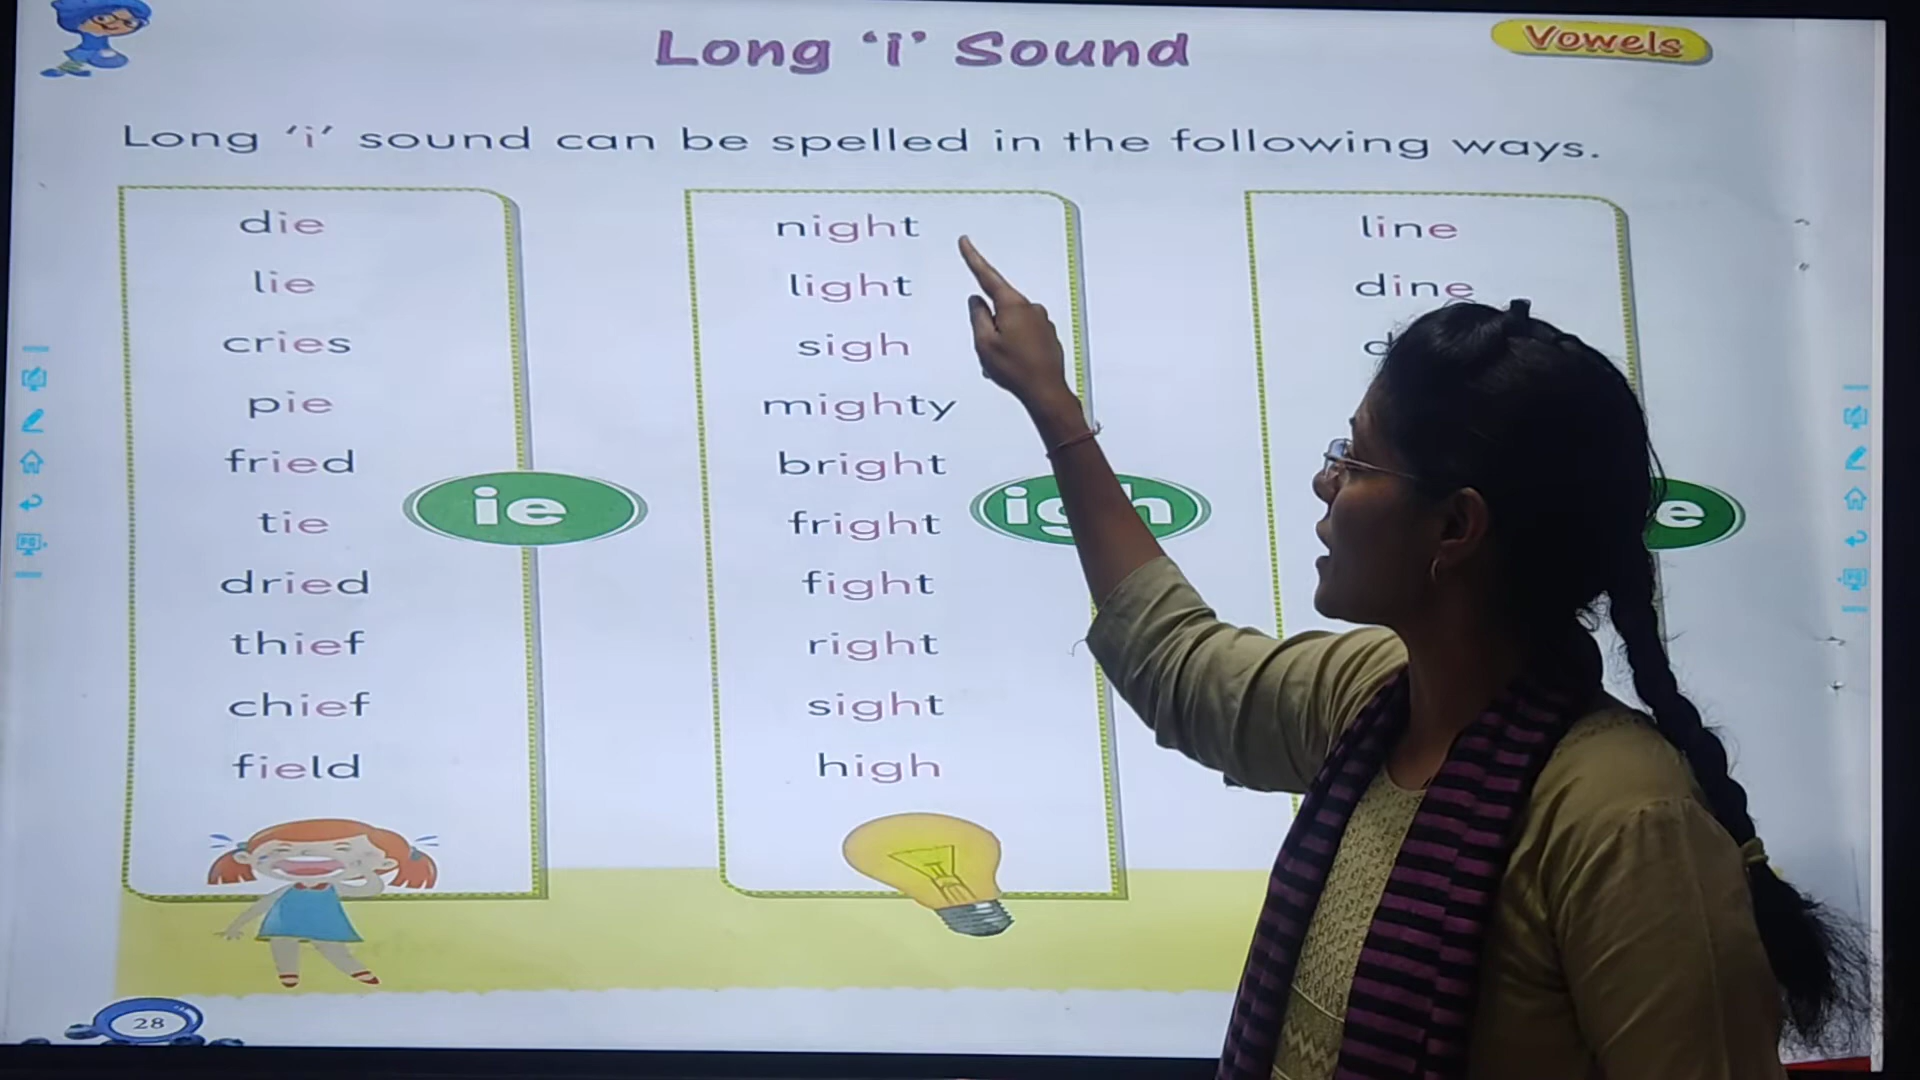 Long 'i' Sound
Vowels
Long 'i' sound can be spelled in the following ways.
die
lie
cries
pie
fried
tie
dried
thief
chief
field
ie
night
light
sigh
mighty
bright
fright
fight
right
sight
high
igh
line
dine
e
28